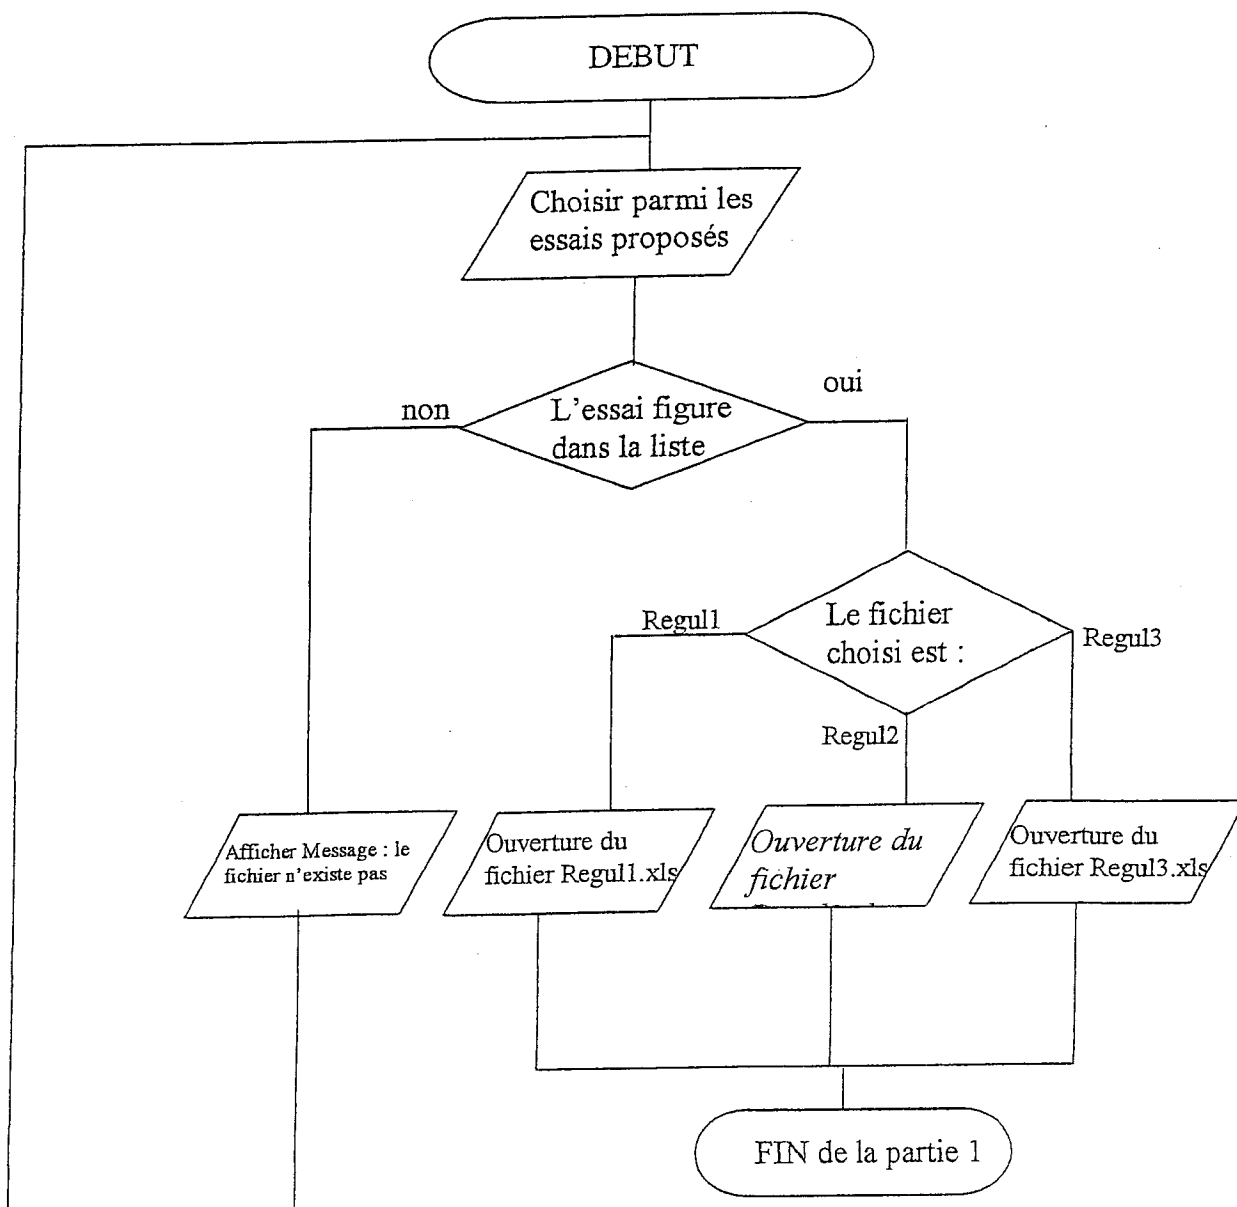 DEBUT
Choisir parmi les
essais proposés
oui
non
L'essai figure
dans la liste
Regul1
Le fichier
choisi est :
Regul3
Regul2
Afficher Message : le
fichier n'existe pas
Ouverture du
fichier Regul1.xls
Ouverture du
fichier
Ouverture du
fichier Regul3.xls
FIN de la partie 1